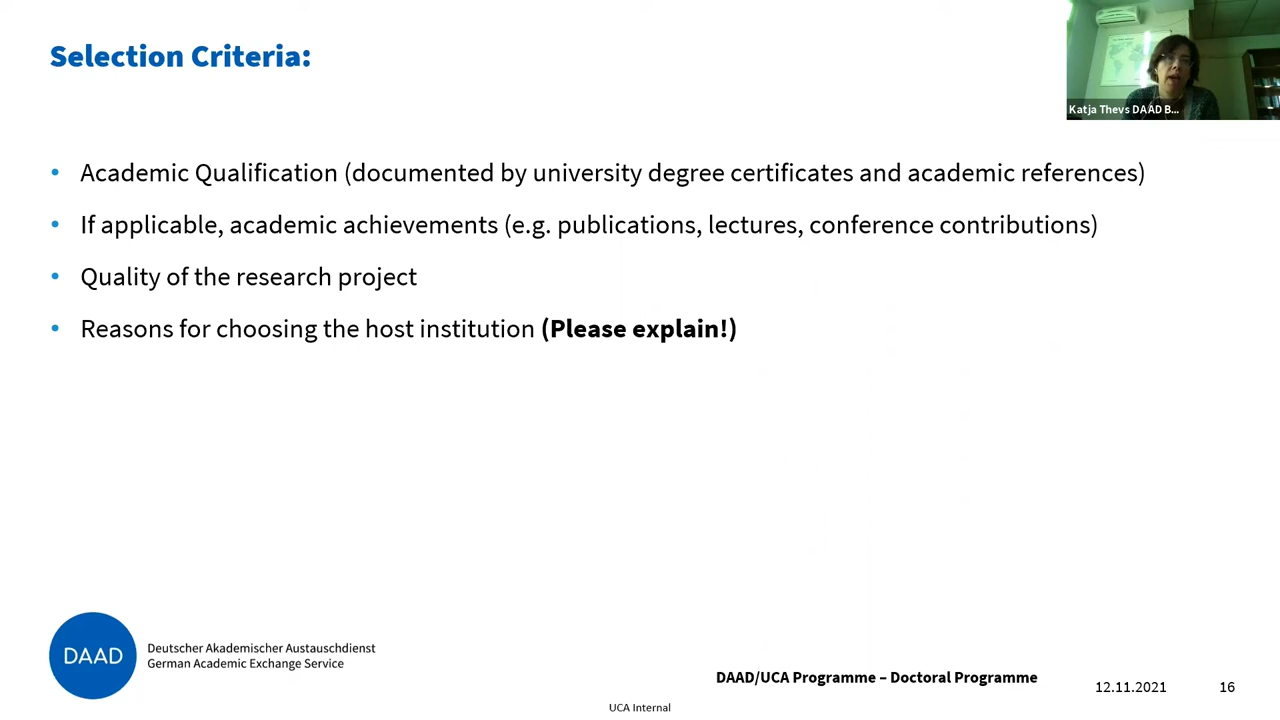 Selection Criteria:
Katja Thevs DAAD B...
• Academic Qualification (documented by university degree certificates and academic references)
• If applicable, academic achievements (e.g. publications, lectures, conference contributions)
• Quality of the research project
• Reasons for choosing the host institution (Please explain!)
DAAD
Deutscher Akademischer Austauschdienst
German Academic Exchange Service
DAAD/UCA Programme – Doctoral Programme
12.11.2021
16
UCA Internal